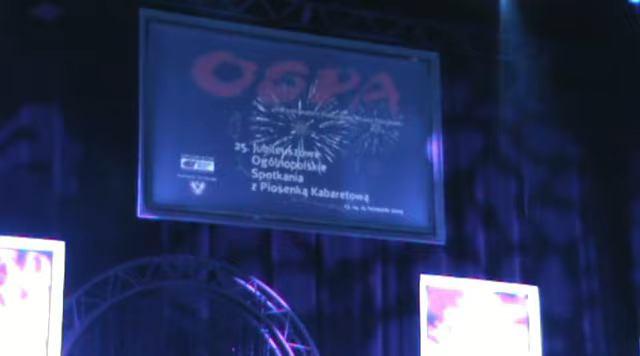 OSPA
25. Jubileuszowe
Ogólnopolskie
Spotkania
z Piosenką Kabaretową